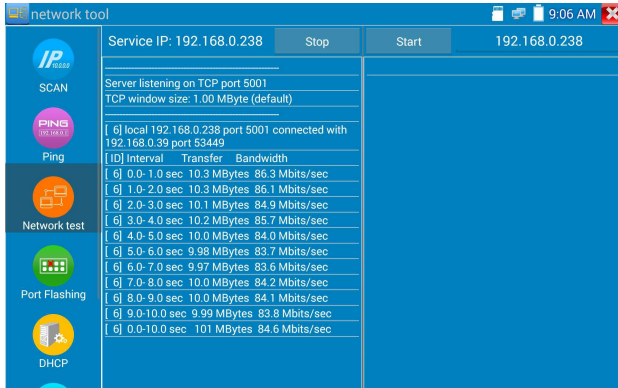 network tool
9:06 AM
Service IP: 192.168.0.238
Stop
Start
192.168.0.238
IP
10.0.0.0
SCAN
PING
192.168.0.1
Ping
Network test
Port Flashing
DHCP
Server listening on TCP port 5001
TCP window size: 1.00 MByte (default)
[ 6] local 192.168.0.238 port 5001 connected with
192.168.0.39 port 53449
[ ID] Interval Transfer Bandwidth
[ 6] 0.0- 1.0 sec 10.3 MBytes 86.3 Mbits/sec
[ 6] 1.0- 2.0 sec 10.3 MBytes 86.1 Mbits/sec
[ 6] 2.0- 3.0 sec 10.1 MBytes 84.9 Mbits/sec
[ 6] 3.0- 4.0 sec 10.2 MBytes 85.7 Mbits/sec
[ 6] 4.0- 5.0 sec 10.0 MBytes 84.0 Mbits/sec
[ 6] 5.0- 6.0 sec 9.98 MBytes 83.7 Mbits/sec
[ 6] 6.0- 7.0 sec 9.97 MBytes 83.6 Mbits/sec
[ 6] 7.0- 8.0 sec 10.0 MBytes 84.2 Mbits/sec
[ 6] 8.0- 9.0 sec 10.0 MBytes 84.1 Mbits/sec
[ 6] 9.0-10.0 sec 9.99 MBytes 83.8 Mbits/sec
[ 6] 0.0-10.0 sec 101 MBytes 84.6 Mbits/sec